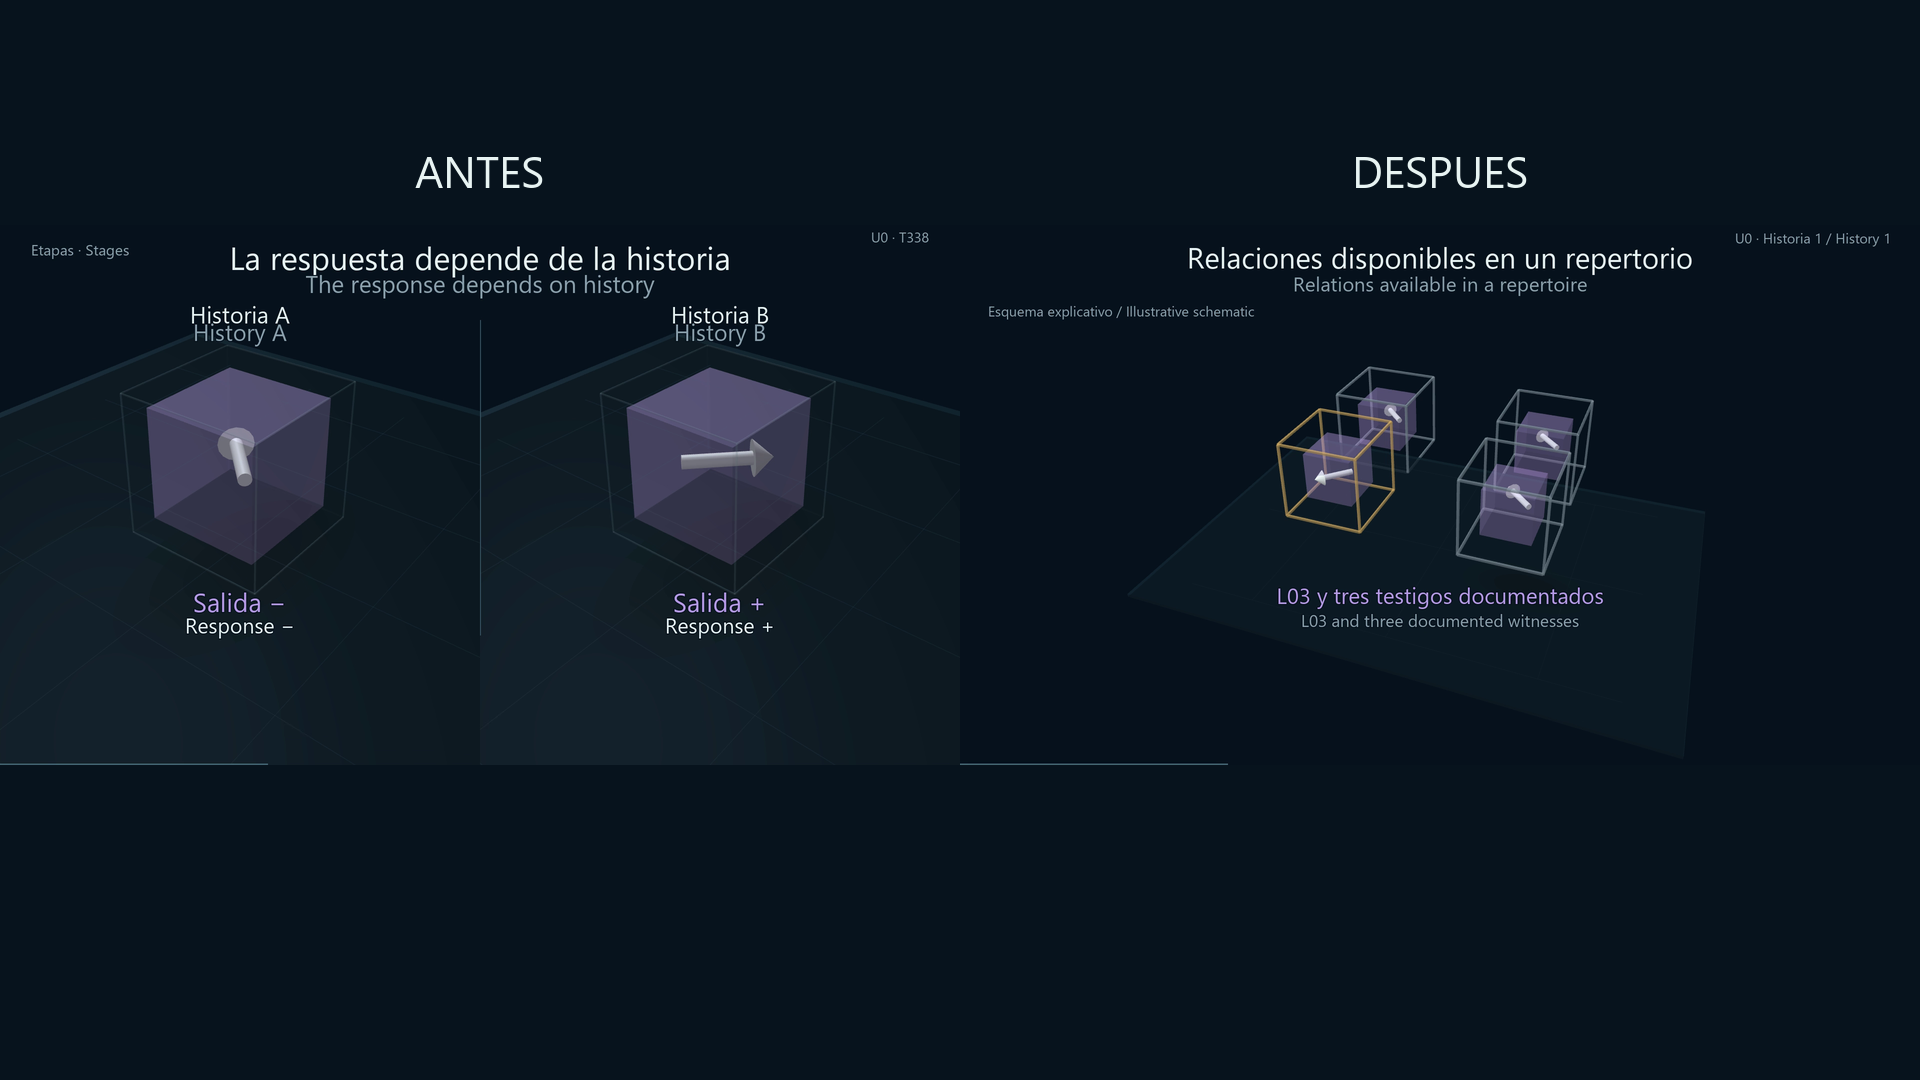 ANTES
Etapas · Stages
U0 · T338
La respuesta depende de la historia
The response depends on history
Historia A
History A
Historia B
History B
Salida −
Response −
Salida +
Response +
DESPUES
U0 · Historia 1 / History 1
Relaciones disponibles en un repertorio
Relations available in a repertoire
Esquema explicativo / Illustrative schematic
L03 y tres testigos documentados
L03 and three documented witnesses